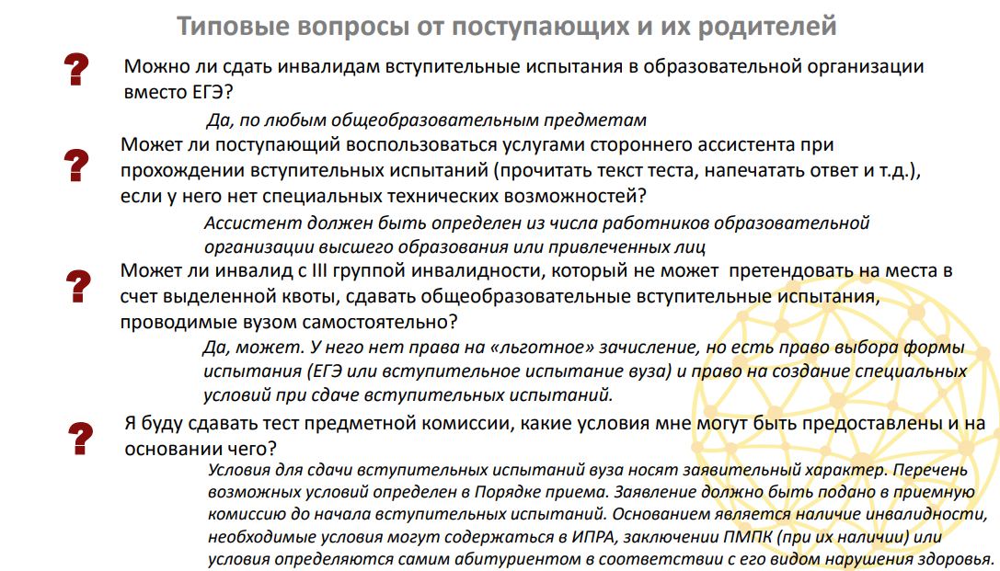 Типовые вопросы от поступающих и их родителей
? Можно ли сдать инвалидам вступительные испытания в образовательной организации
вместо ЕГЭ?
Да, по любым общеобразовательным предметам
? Может ли поступающий воспользоваться услугами стороннего ассистента при
прохождении вступительных испытаний (прочитать текст теста, напечатать ответ и т.д.),
если у него нет специальных технических возможностей?
Ассистент должен быть определен из числа работников образовательной
организации высшего образования или привлеченных лиц
? Может ли инвалид с III группой инвалидности, который не может претендовать на места в
счет выделенной квоты, сдавать общеобразовательные вступительные испытания,
проводимые вузом самостоятельно?
Да, может. У него нет права на «льготное» зачисление, но есть право выбора формы
испытания (ЕГЭ или вступительное испытание вуза) и право на создание специальных
условий при сдаче вступительных испытаний.
? Я буду сдавать тест предметной комиссии, какие условия мне могут быть предоставлены и на
основании чего?
Условия для сдачи вступительных испытаний вуза носят заявительный характер. Перечень
возможных условий определен в Порядке приема. Заявление должно быть подано в приемную
комиссию до начала вступительных испытаний. Основанием является наличие инвалидности,
необходимые условия могут содержаться в ИПРА, заключении ПМПК (при их наличии) или
условия определяются самим абитуриентом в соответствии с его видом нарушения здоровья.